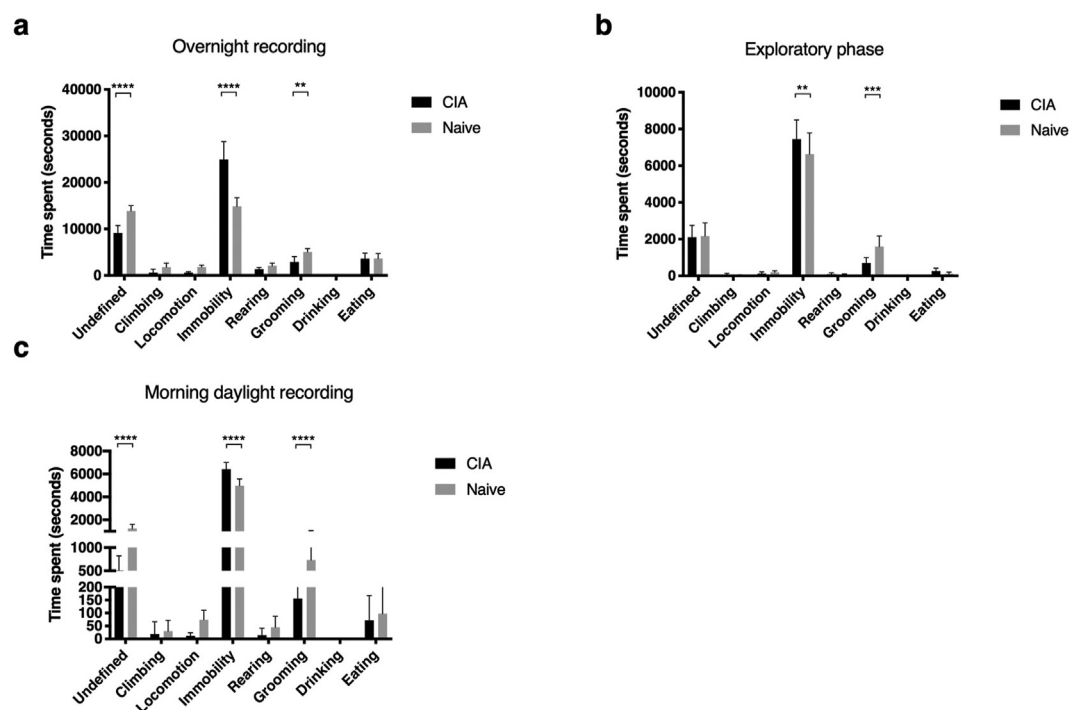 a
Overnight recording
Time spent (seconds)
40000
30000
20000
10000
0
**** **** **
CIA
Naive
Undefined
Climbing
Locomotion
Immobility
Rearing
Grooming
Drinking
Eating
b
Exploratory phase
Time spent (seconds)
10000
8000
6000
4000
2000
0
** ***
CIA
Naive
Undefined
Climbing
Locomotion
Immobility
Rearing
Grooming
Drinking
Eating
c
Morning daylight recording
Time spent (seconds)
8000
6000
4000
2000
1000
500
200
150
100
50
0
**** **** ****
CIA
Naive
Undefined
Climbing
Locomotion
Immobility
Rearing
Grooming
Drinking
Eating